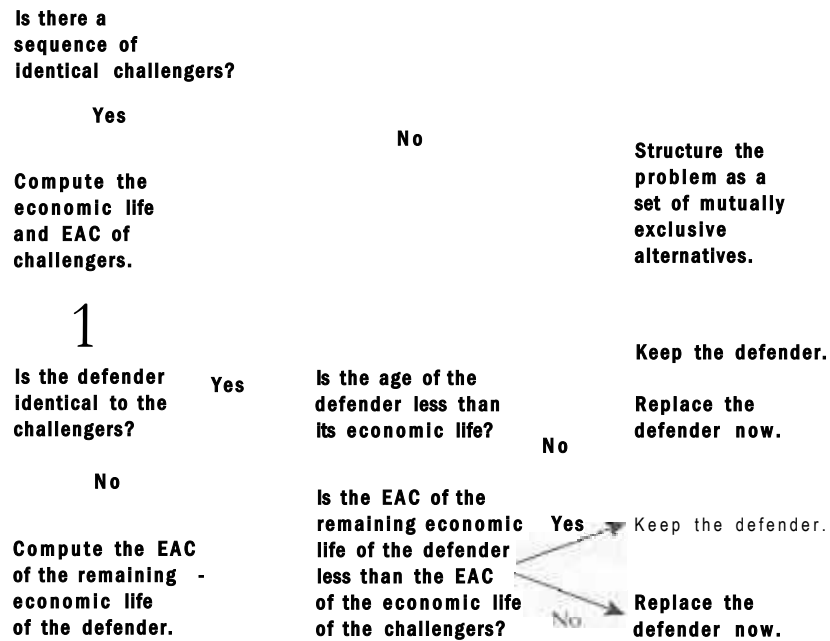 Is there a
sequence of
identical challengers?
Yes
No
Structure the
problem as a
set of mutually
exclusive
alternatives.
Compute the
economic life
and EAC of
challengers.
1
Is the defender
identical to the
challengers?
Yes
Is the age of the
defender less than
its economic life?
Keep the defender.
No
Replace the
defender now.
No
Compute the EAC
of the remaining -
economic life
of the defender.
Is the EAC of the
remaining economic
life of the defender
less than the EAC
of the economic life
of the challengers?
Yes
Keep the defender.
No
Replace the
defender now.